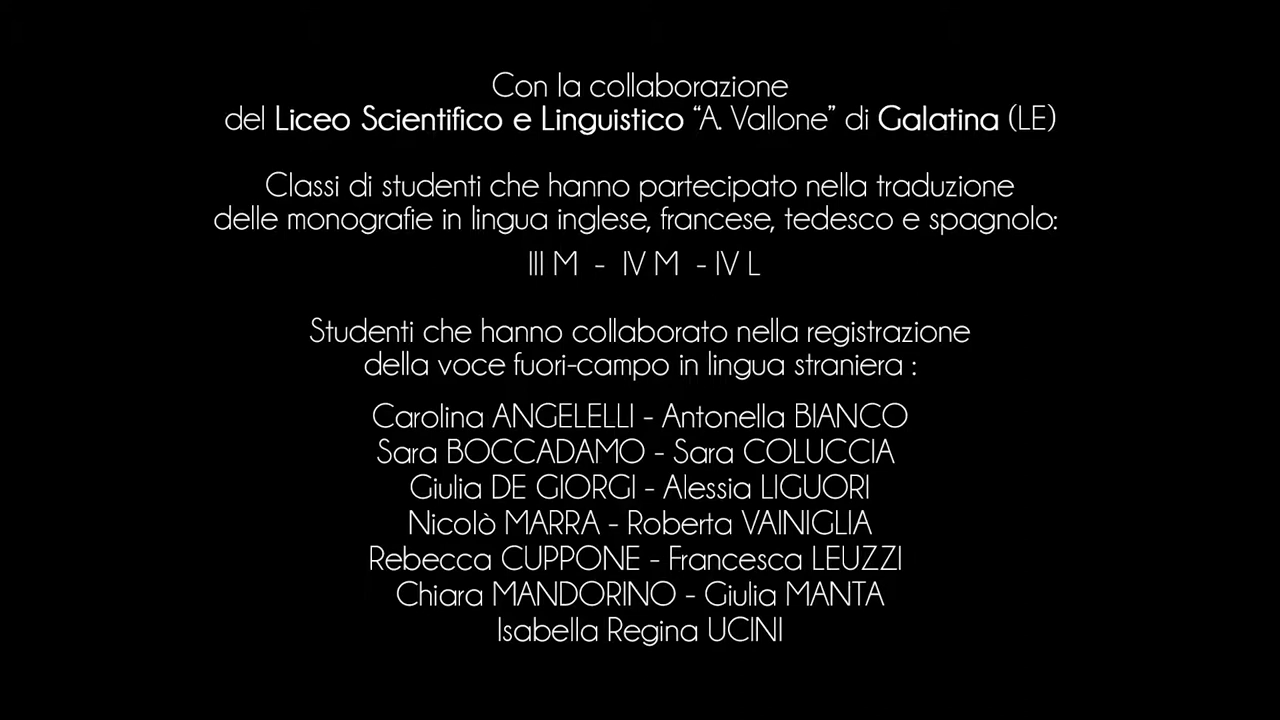 Con la collaborazione
del Liceo Scientifico e Linguistico “A. Vallone” di Galatina (LE)
Classi di studenti che hanno partecipato nella traduzione
delle monografie in lingua inglese, francese, tedesco e spagnolo:
III M - IV M - IV L
Studenti che hanno collaborato nella registrazione
della voce fuori-campo in lingua straniera :
Carolina ANGELELLI - Antonella BIANCO
Sara BOCCADAMO - Sara COLUCCIA
Giulia DE GIORGI - Alessia LIGUORI
Nicolò MARRA - Roberta VAINIGLIA
Rebecca CUPPONE - Francesca LEUZZI
Chiara MANDORINO - Giulia MANTA
Isabella Regina UCINI